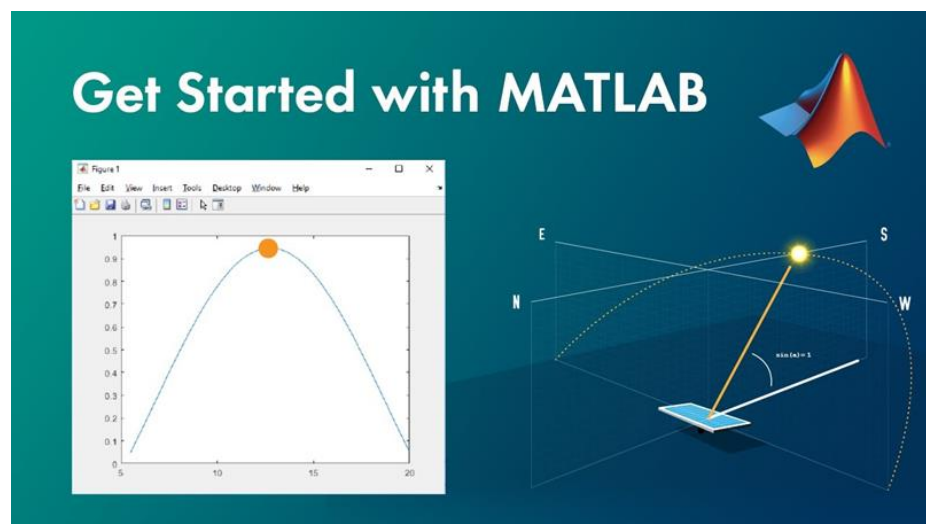 Get Started with MATLAB
Figure 1
File Edit View Insert Tools Desktop Window Help
1
0.9
0.8
0.7
0.6
0.5
0.4
0.3
0.2
0.1
0
5 10 15 20
E
S
N
W
sin(α)=1